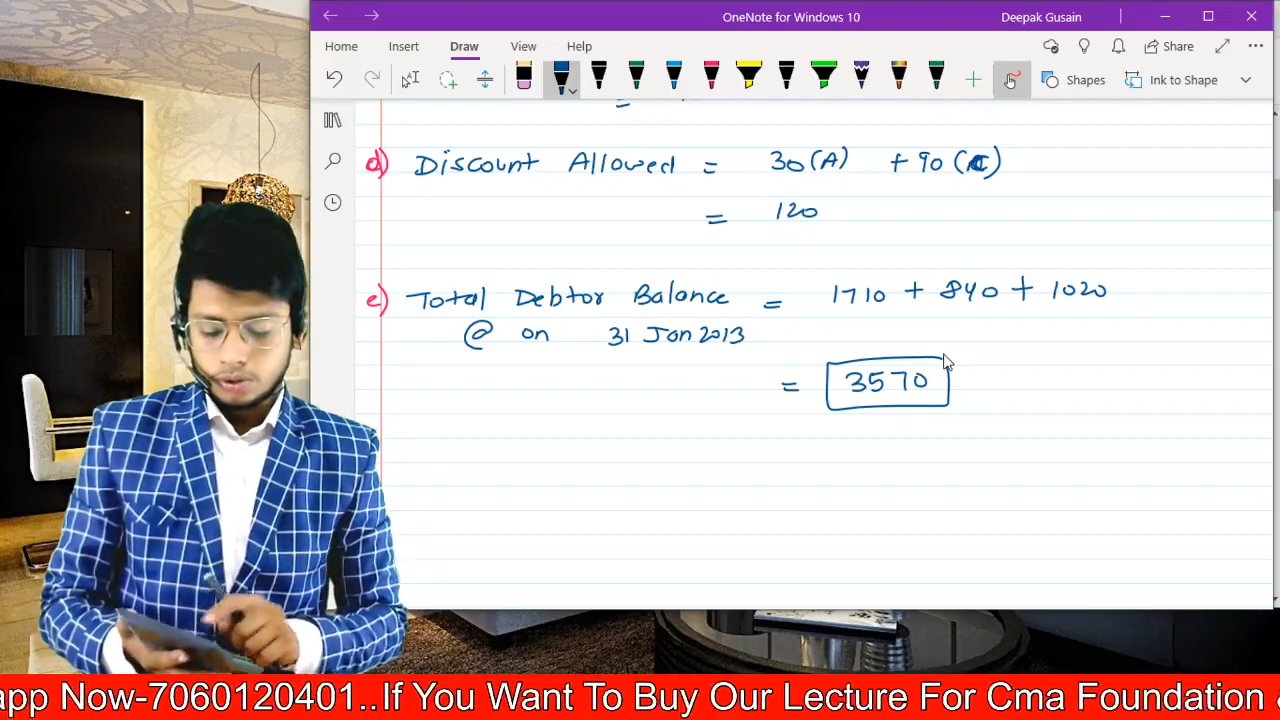 OneNote for Windows 10
Deepak Gusain
Home Insert Draw View Help Share
Shapes Ink to Shape
d) Discount Allowed = 30(A) + 90(C)
= 120
e) Total Debtor Balance = 1710 + 840 + 1020
@ on 31 Jan 2013
= 3570
app Now-7060120401..If You Want To Buy Our Lecture For Cma Foundation